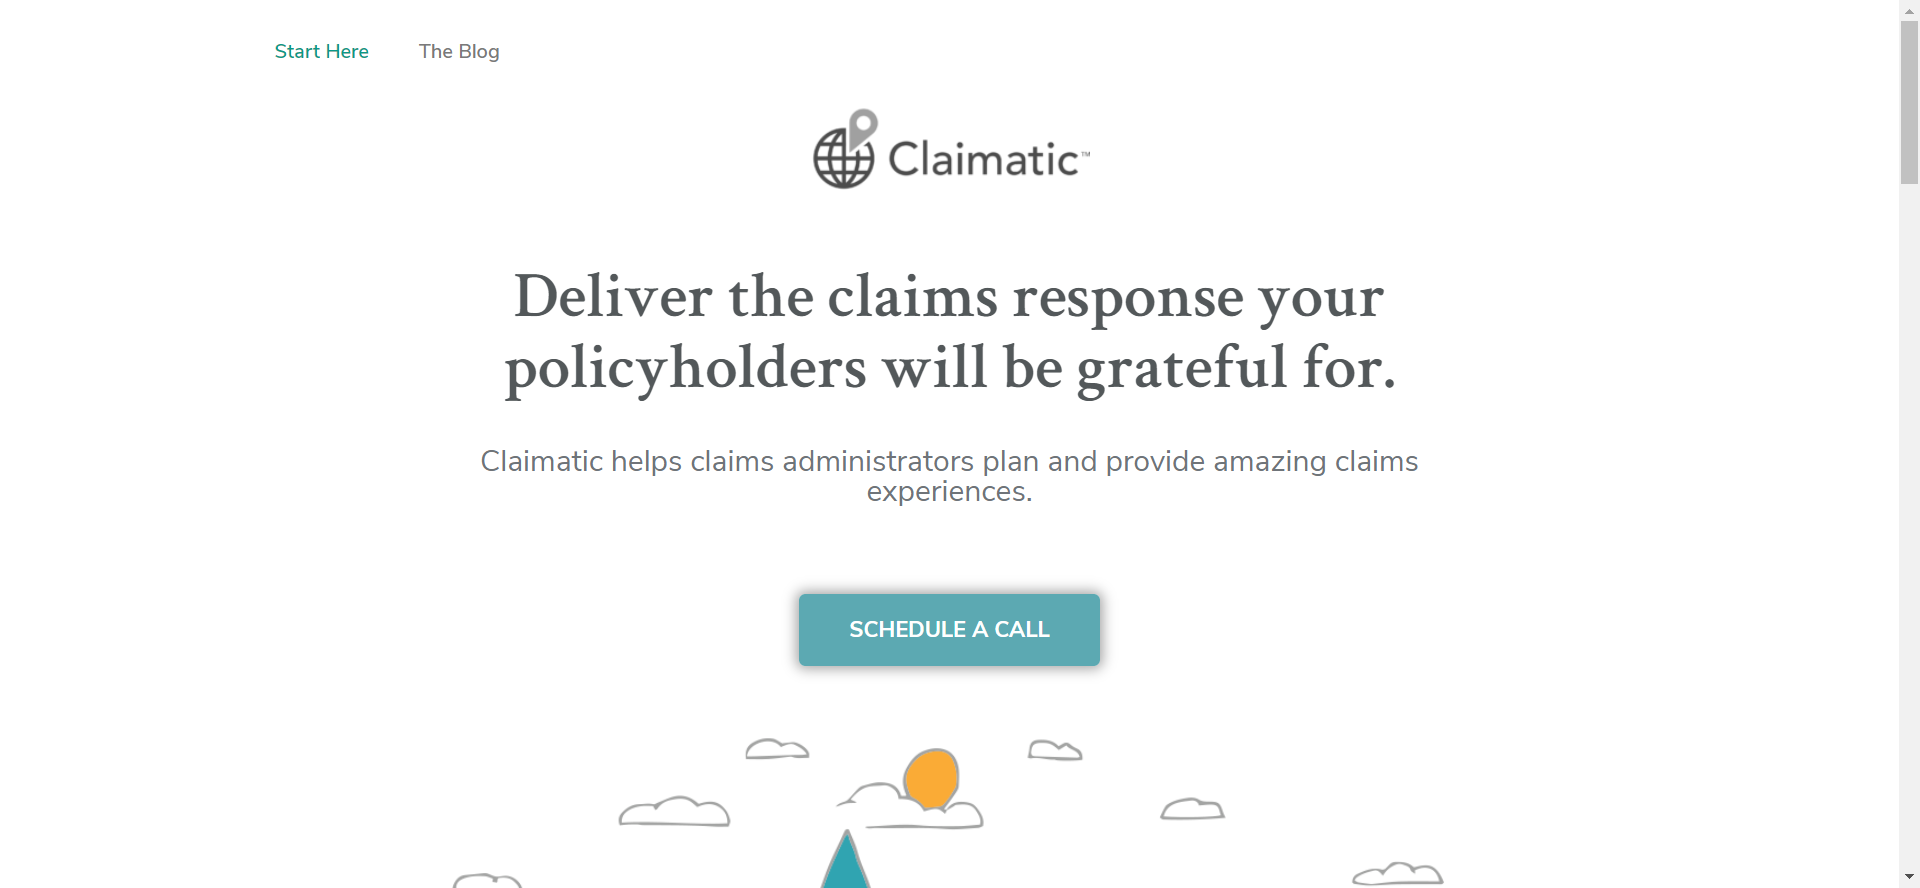 Start Here
The Blog
Claimatic™
Deliver the claims response your
policyholders will be grateful for.
Claimatic helps claims administrators plan and provide amazing claims
experiences.
SCHEDULE A CALL